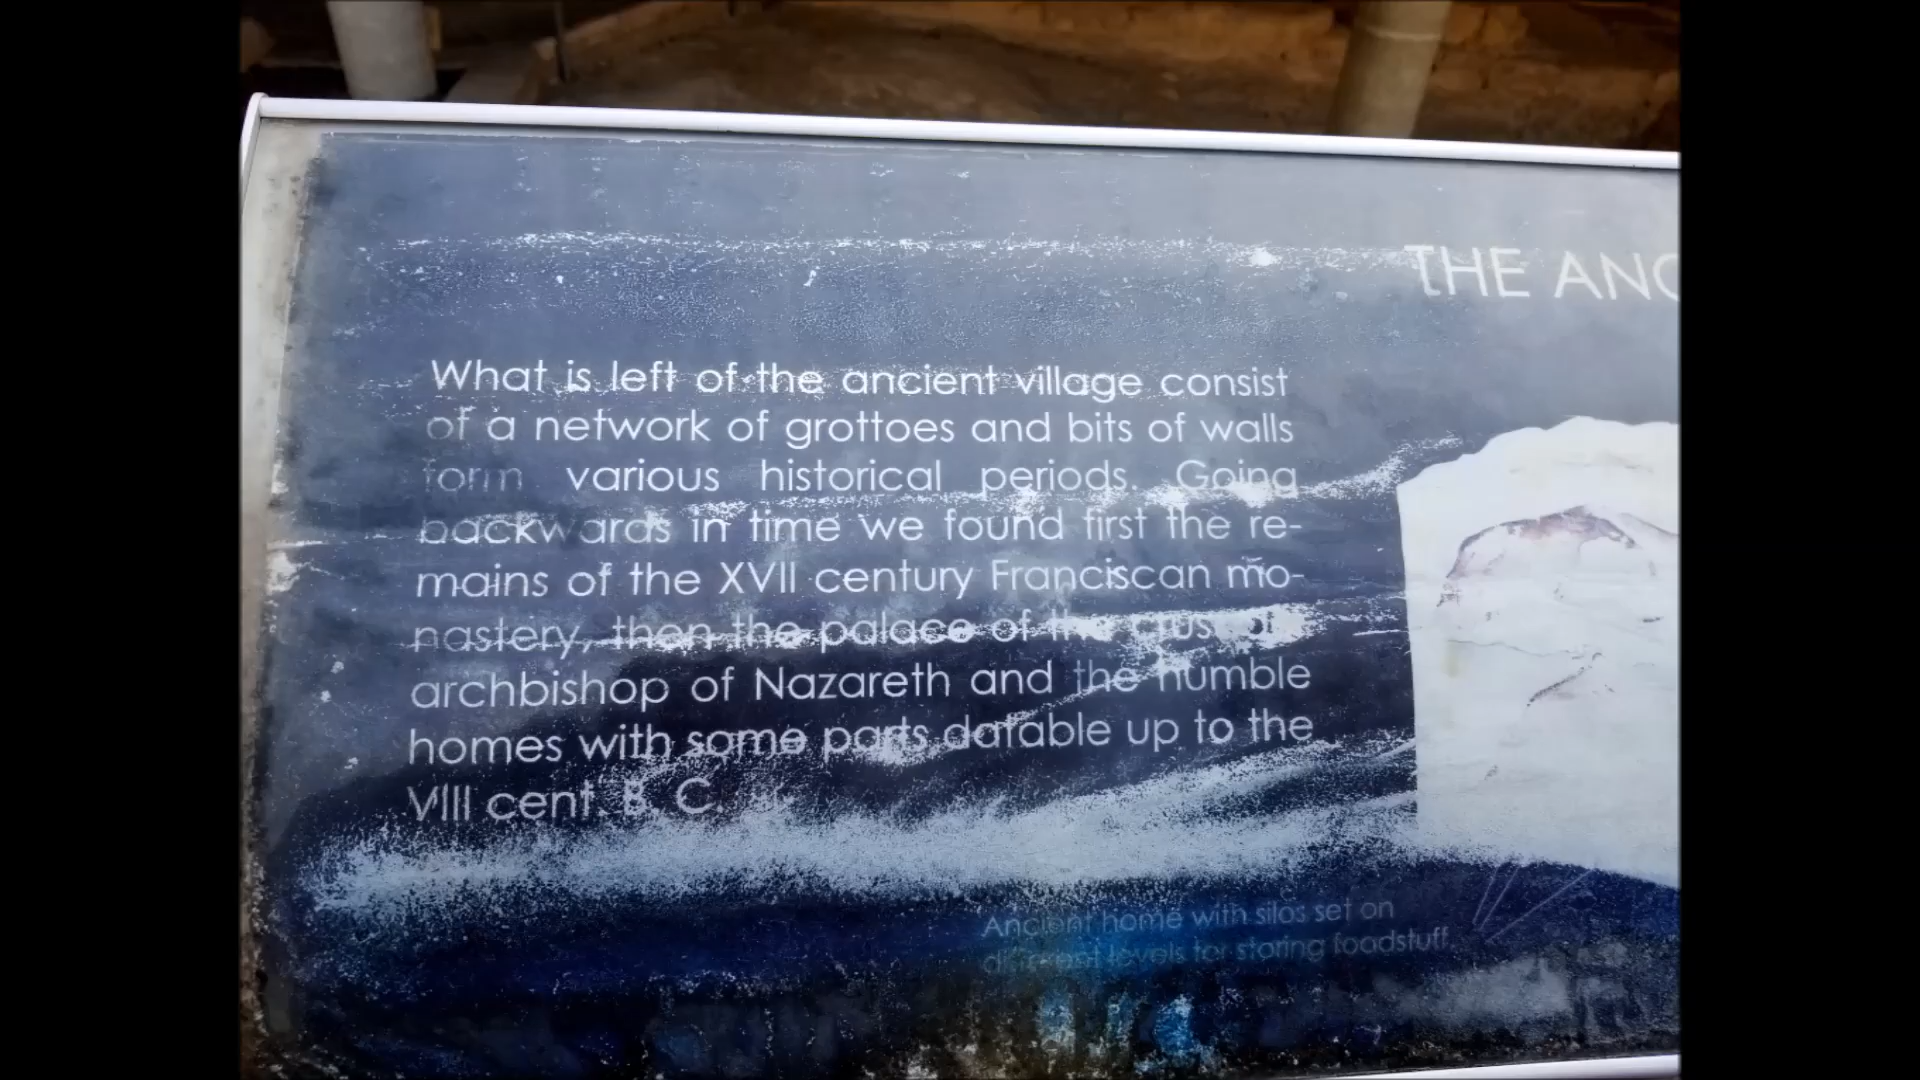 THE ANC
What is left of the ancient village consist
of a network of grottoes and bits of walls
form various historical periods. Going
backwards in time we found first the re-
mains of the XVII century Franciscan mo-
nastery, then the palace of the
archbishop of Nazareth and the humble
homes with some parts datable up to the
VIII cent. B. C.
Ancient home with silos set on
different levels for storing foodstuff.